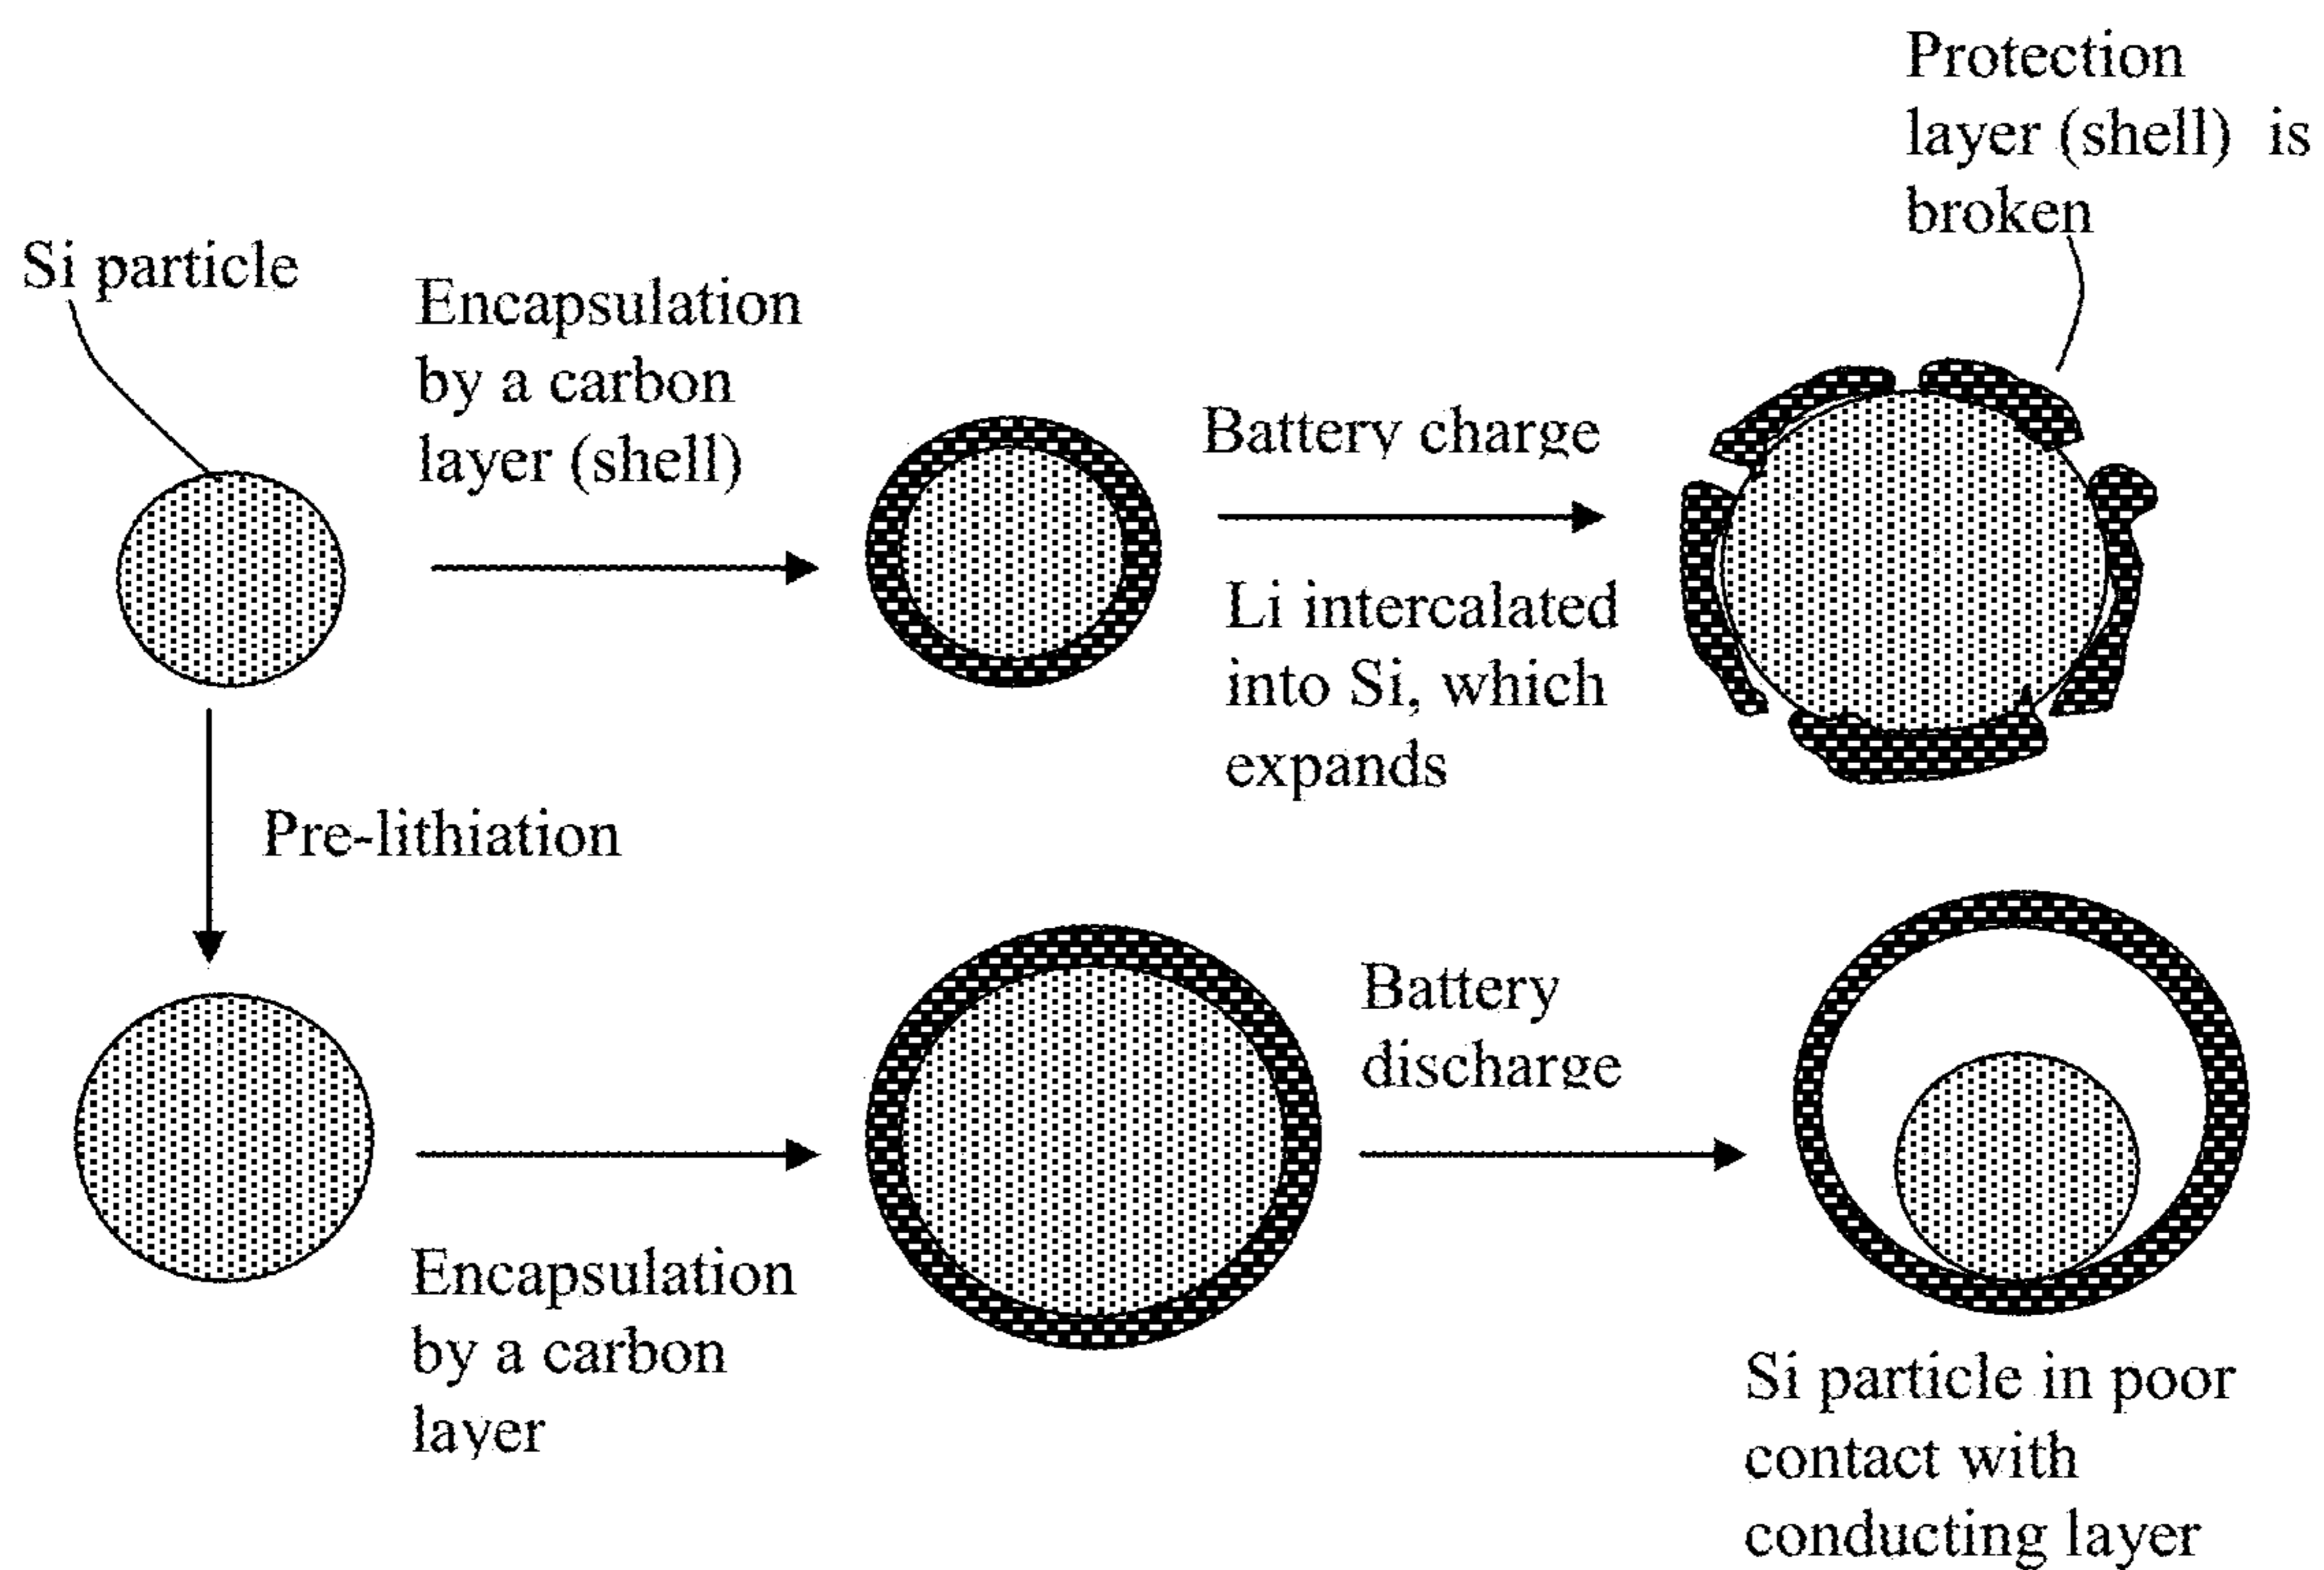 Protection
layer (shell) is
broken
Si particle
Encapsulation
by a carbon
layer (shell)
Battery charge
Li intercalated
into Si, which
expands
Pre-lithiation
Battery
discharge
Encapsulation
by a carbon
layer
Si particle in poor
contact with
conducting layer